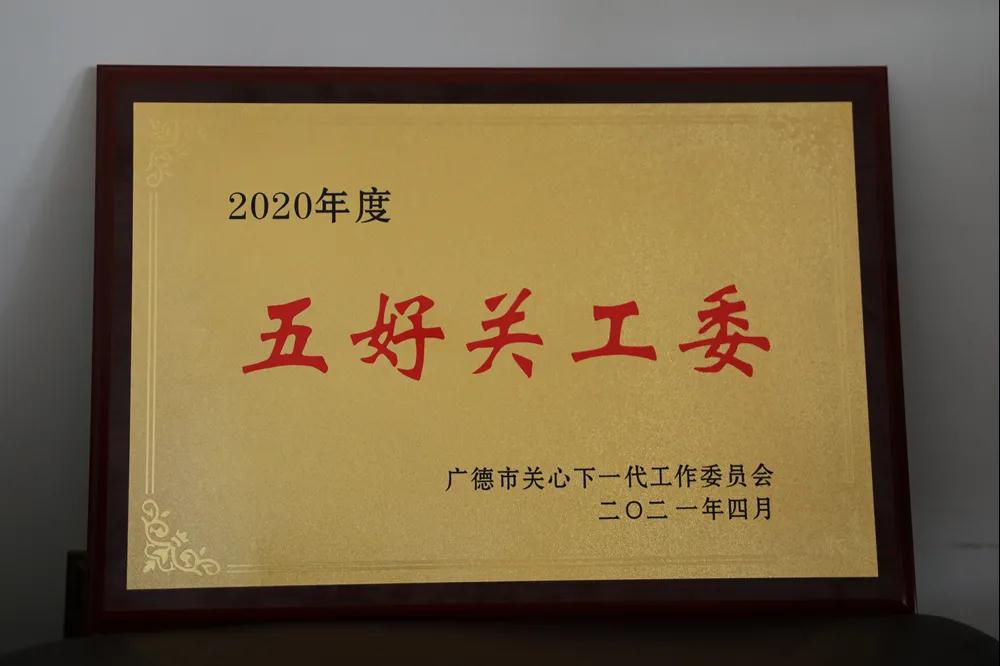 2020年度
五好关工委
广德市关心下一代工作委员会
二〇二一年四月